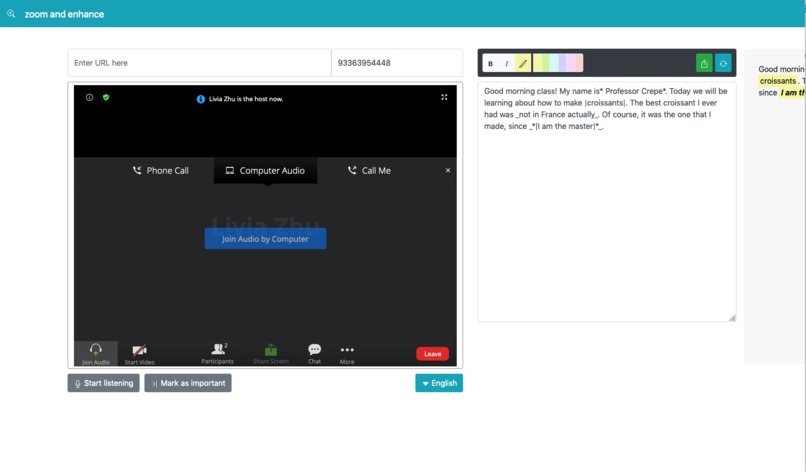 zoom and enhance
Enter URL here
93363954448
Livia Zhu is the host now.
Phone Call
Computer Audio
Call Me
Livia Zhu
Join Audio by Computer
Join Audio
Start Video
2
Participants
Share Screen
Chat
More
Leave
Start listening
Mark as important
English
B I
Good morning class! My name is* Professor Crepe*. Today we will be
learning about how to make |croissants|. The best croissant I ever
had was _not in France actually_. Of course, it was the one that I
made, since _*|I am the master|*_.
Good mornin
croissants. T
since I am th